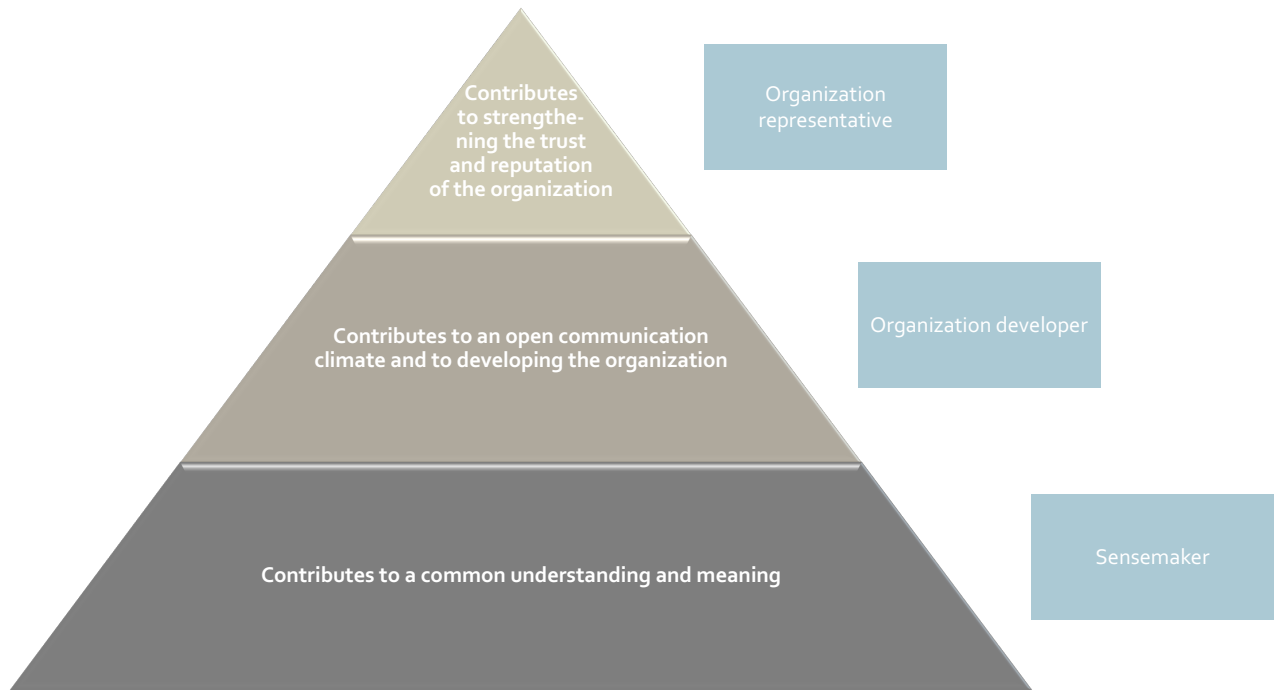 Contributes
to strengthe-
ning the trust
and reputation
of the organization
Organization
representative
Contributes to an open communication
climate and to developing the organization
Organization developer
Contributes to a common understanding and meaning
Sensemaker